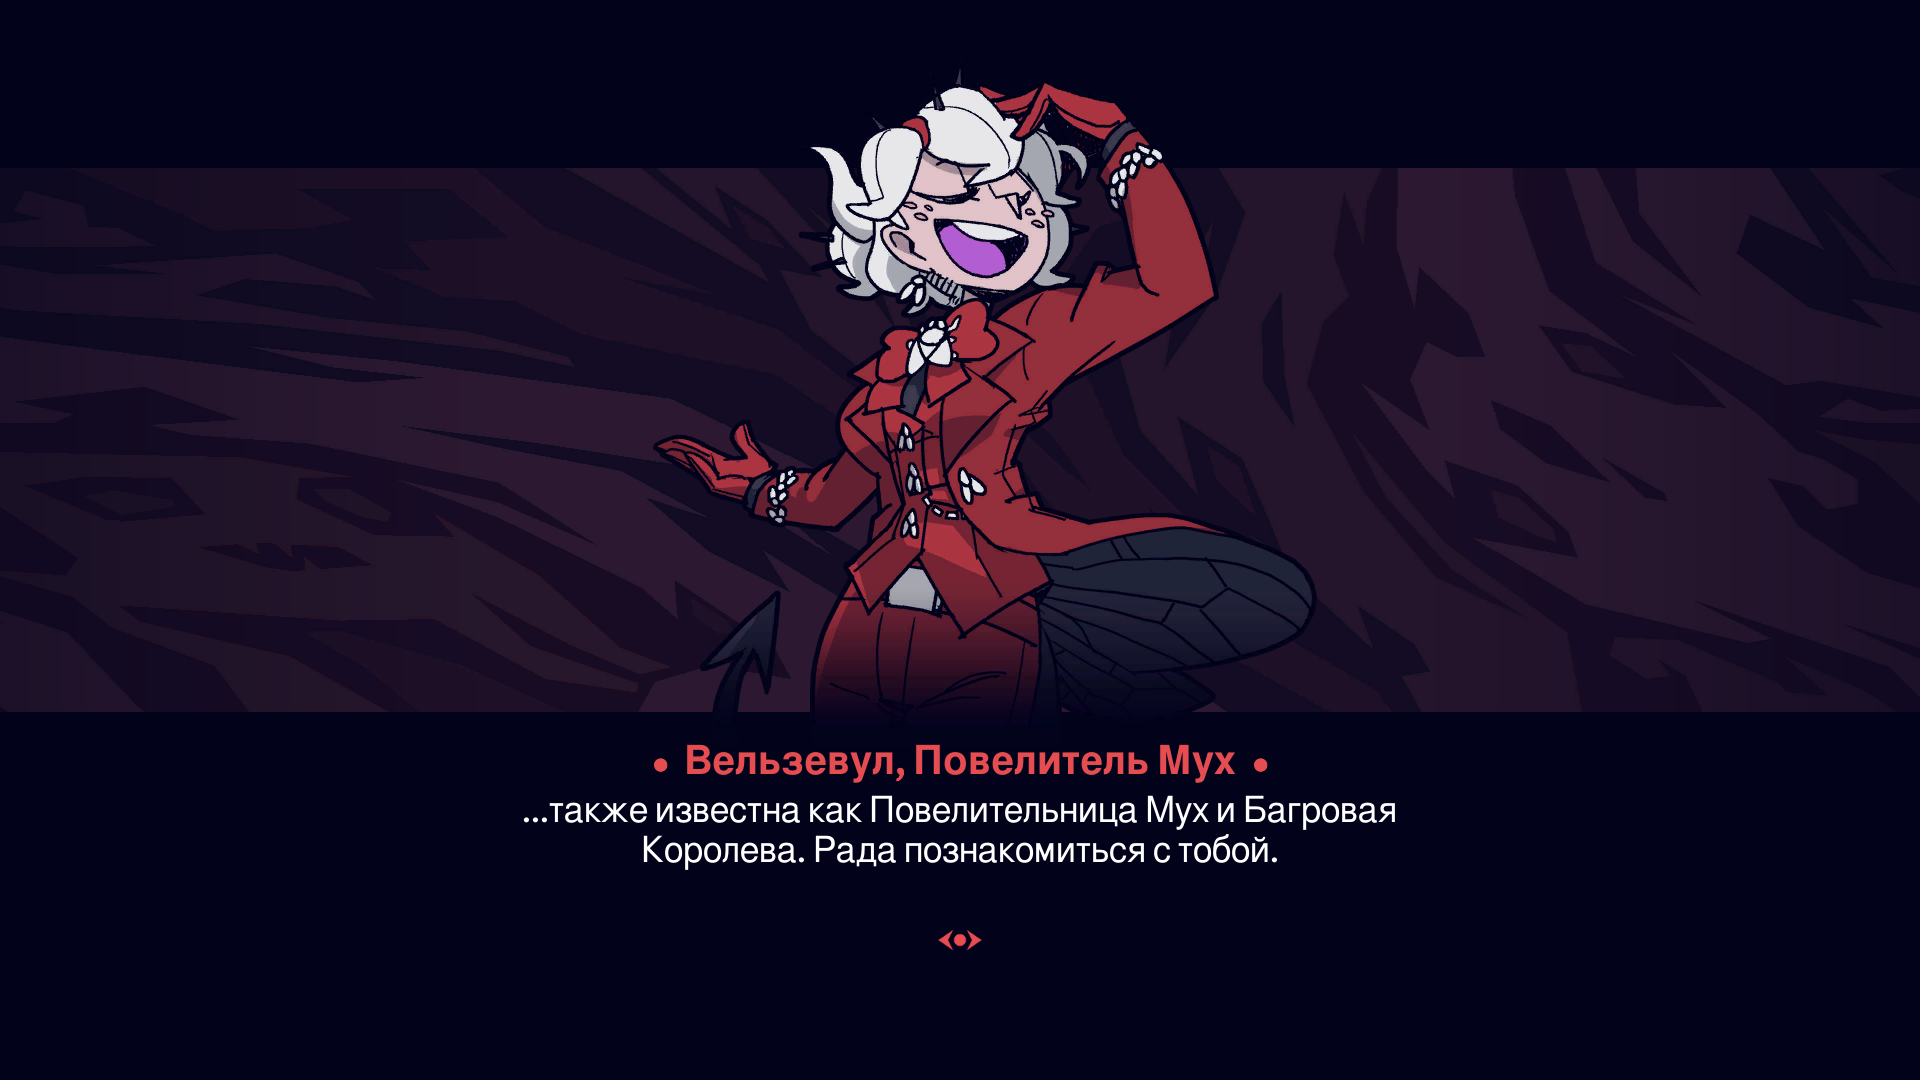 • Вельзевул, Повелитель Мух •
...также известна как Повелительница Мух и Багровая
Королева. Рада познакомиться с тобой.